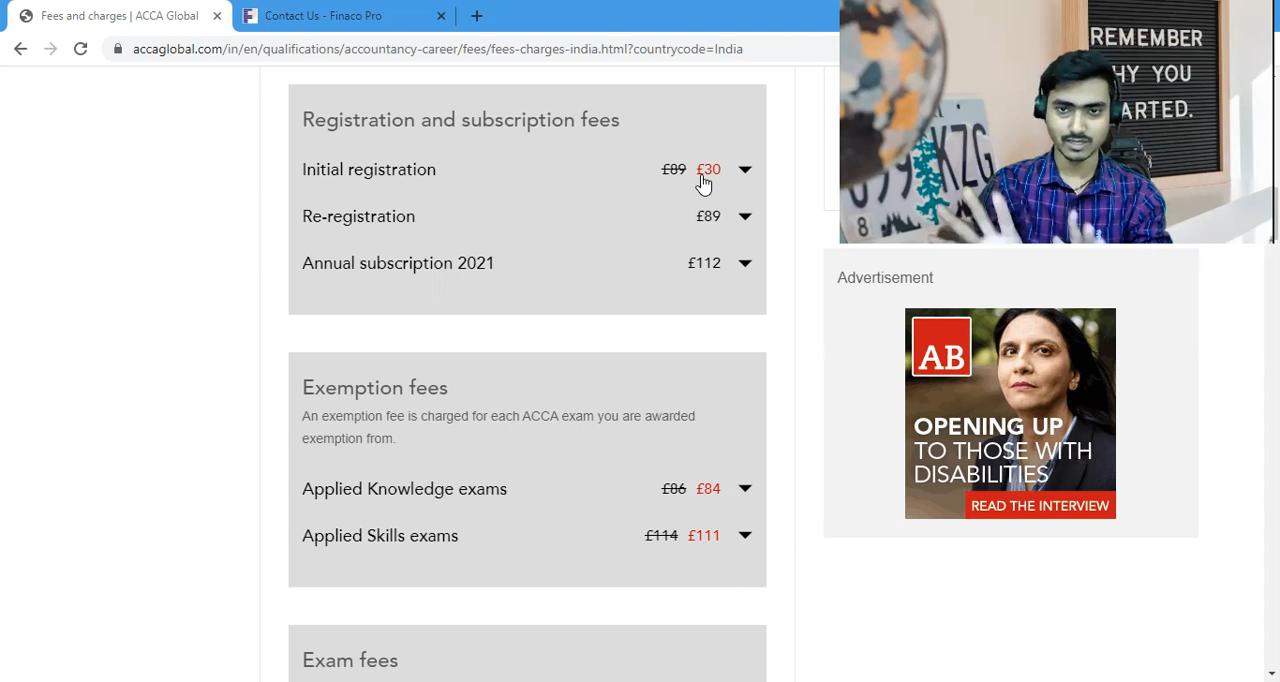 Fees and charges | ACCA Global
Contact Us - Finaco Pro
accaglobal.com/in/en/qualifications/accountancy-career/fees/fees-charges-india.html?countrycode=India
Registration and subscription fees
Initial registration £89 £30
Re-registration £89
Annual subscription 2021 £112
Exemption fees
An exemption fee is charged for each ACCA exam you are awarded
exemption from.
Applied Knowledge exams £86 £84
Applied Skills exams £114 £111
Exam fees
REMEMBER
HY YOU
ARTED.
KZG
8
Advertisement
AB
OPENING UP
TO THOSE WITH
DISABILITIES
READ THE INTERVIEW